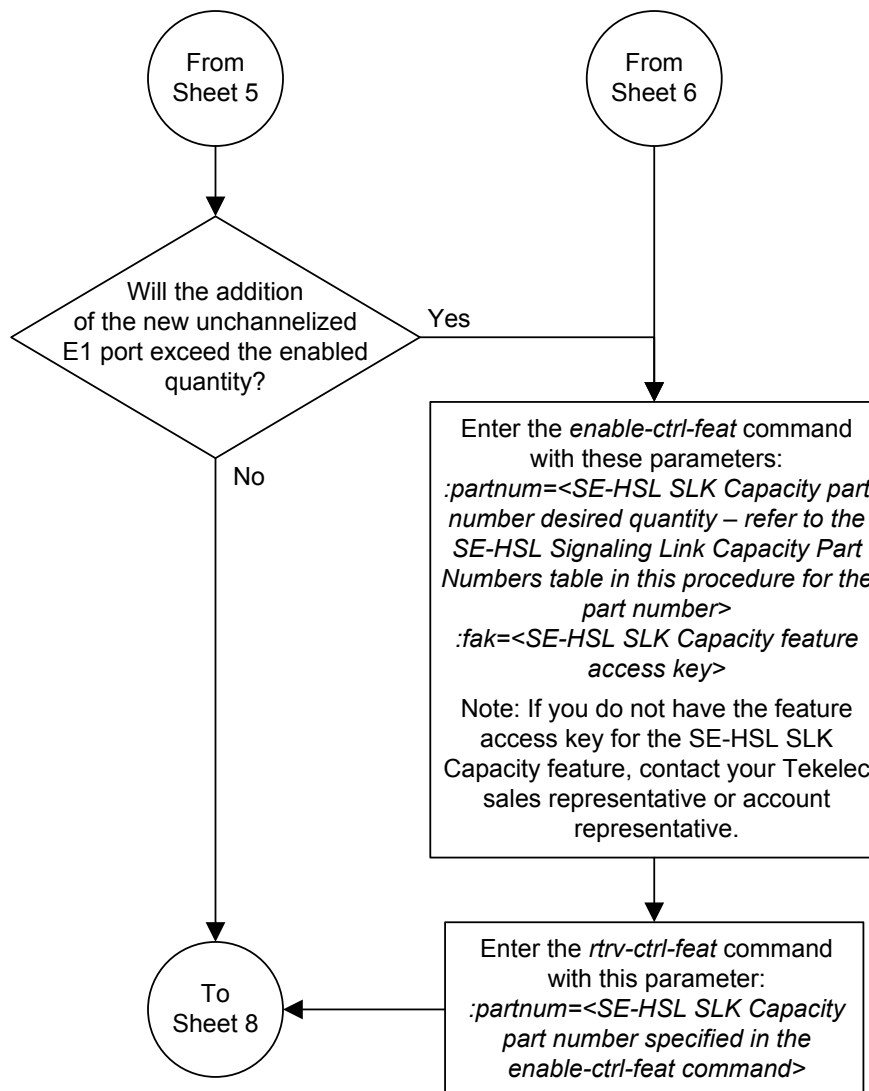 From
Sheet 5
From
Sheet 6
Will the addition
of the new unchannelized
E1 port exceed the enabled
quantity?
Yes
No
Enter the enable-ctrl-feat command
with these parameters:
:partnum=<SE-HSL SLK Capacity part
number desired quantity – refer to the
SE-HSL Signaling Link Capacity Part
Numbers table in this procedure for the
part number>
:fak=<SE-HSL SLK Capacity feature
access key>
Note: If you do not have the feature
access key for the SE-HSL SLK
Capacity feature, contact your Tekelec
sales representative or account
representative.
Enter the rtrv-ctrl-feat command
with this parameter:
:partnum=<SE-HSL SLK Capacity
part number specified in the
enable-ctrl-feat command>
To
Sheet 8